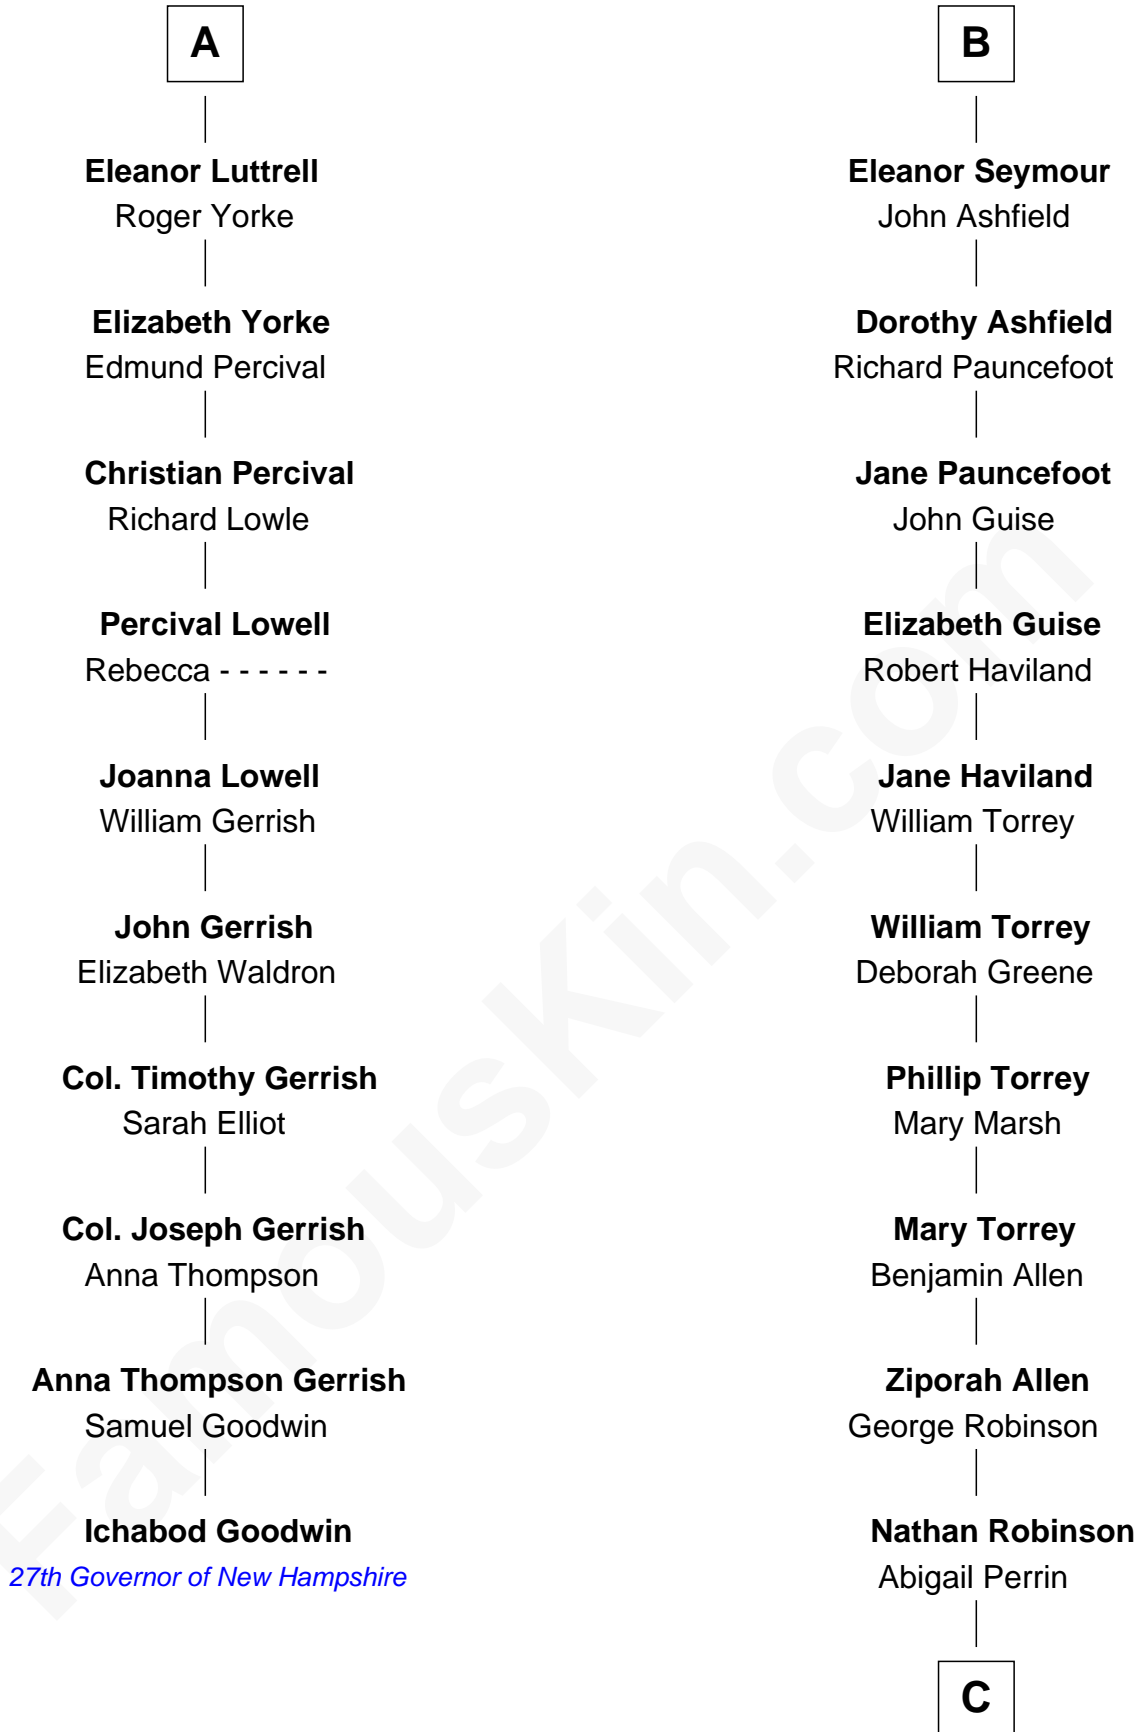 A
Eleanor Luttrell
Roger Yorke
Elizabeth Yorke
Edmund Percival
Christian Percival
Richard Lowle
Percival Lowell
Rebecca - - - - - -
Joanna Lowell
William Gerrish
John Gerrish
Elizabeth Waldron
Col. Timothy Gerrish
Sarah Elliot
Col. Joseph Gerrish
Anna Thompson
Anna Thompson Gerrish
Samuel Goodwin
Ichabod Goodwin
27th Governor of New Hampshire
B
Eleanor Seymour
John Ashfield
Dorothy Ashfield
Richard Pauncefoot
Jane Pauncefoot
John Guise
Elizabeth Guise
Robert Haviland
Jane Haviland
William Torrey
William Torrey
Deborah Greene
Phillip Torrey
Mary Marsh
Mary Torrey
Benjamin Allen
Ziporah Allen
George Robinson
Nathan Robinson
Abigail Perrin
C
FamousKin.com